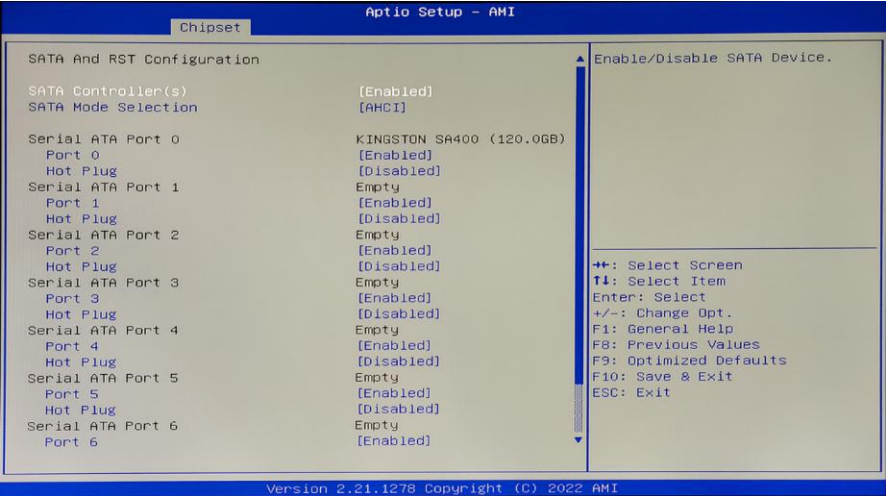 Aptio Setup – AMI
Chipset
SATA And RST Configuration
SATA Controller(s) [Enabled]
SATA Mode Selection [AHCI]
Serial ATA Port 0 KINGSTON SA400 (120.0GB)
Port 0 [Enabled]
Hot Plug [Disabled]
Serial ATA Port 1 Empty
Port 1 [Enabled]
Hot Plug [Disabled]
Serial ATA Port 2 Empty
Port 2 [Enabled]
Hot Plug [Disabled]
Serial ATA Port 3 Empty
Port 3 [Enabled]
Hot Plug [Disabled]
Serial ATA Port 4 Empty
Port 4 [Enabled]
Hot Plug [Disabled]
Serial ATA Port 5 Empty
Port 5 [Enabled]
Hot Plug [Disabled]
Serial ATA Port 6 Empty
Port 6 [Enabled]
Enable/Disable SATA Device.
→←: Select Screen
↑↓: Select Item
Enter: Select
+/-: Change Opt.
F1: General Help
F8: Previous Values
F9: Optimized Defaults
F10: Save & Exit
ESC: Exit
Version 2.21.1278 Copyright (C) 2022 AMI